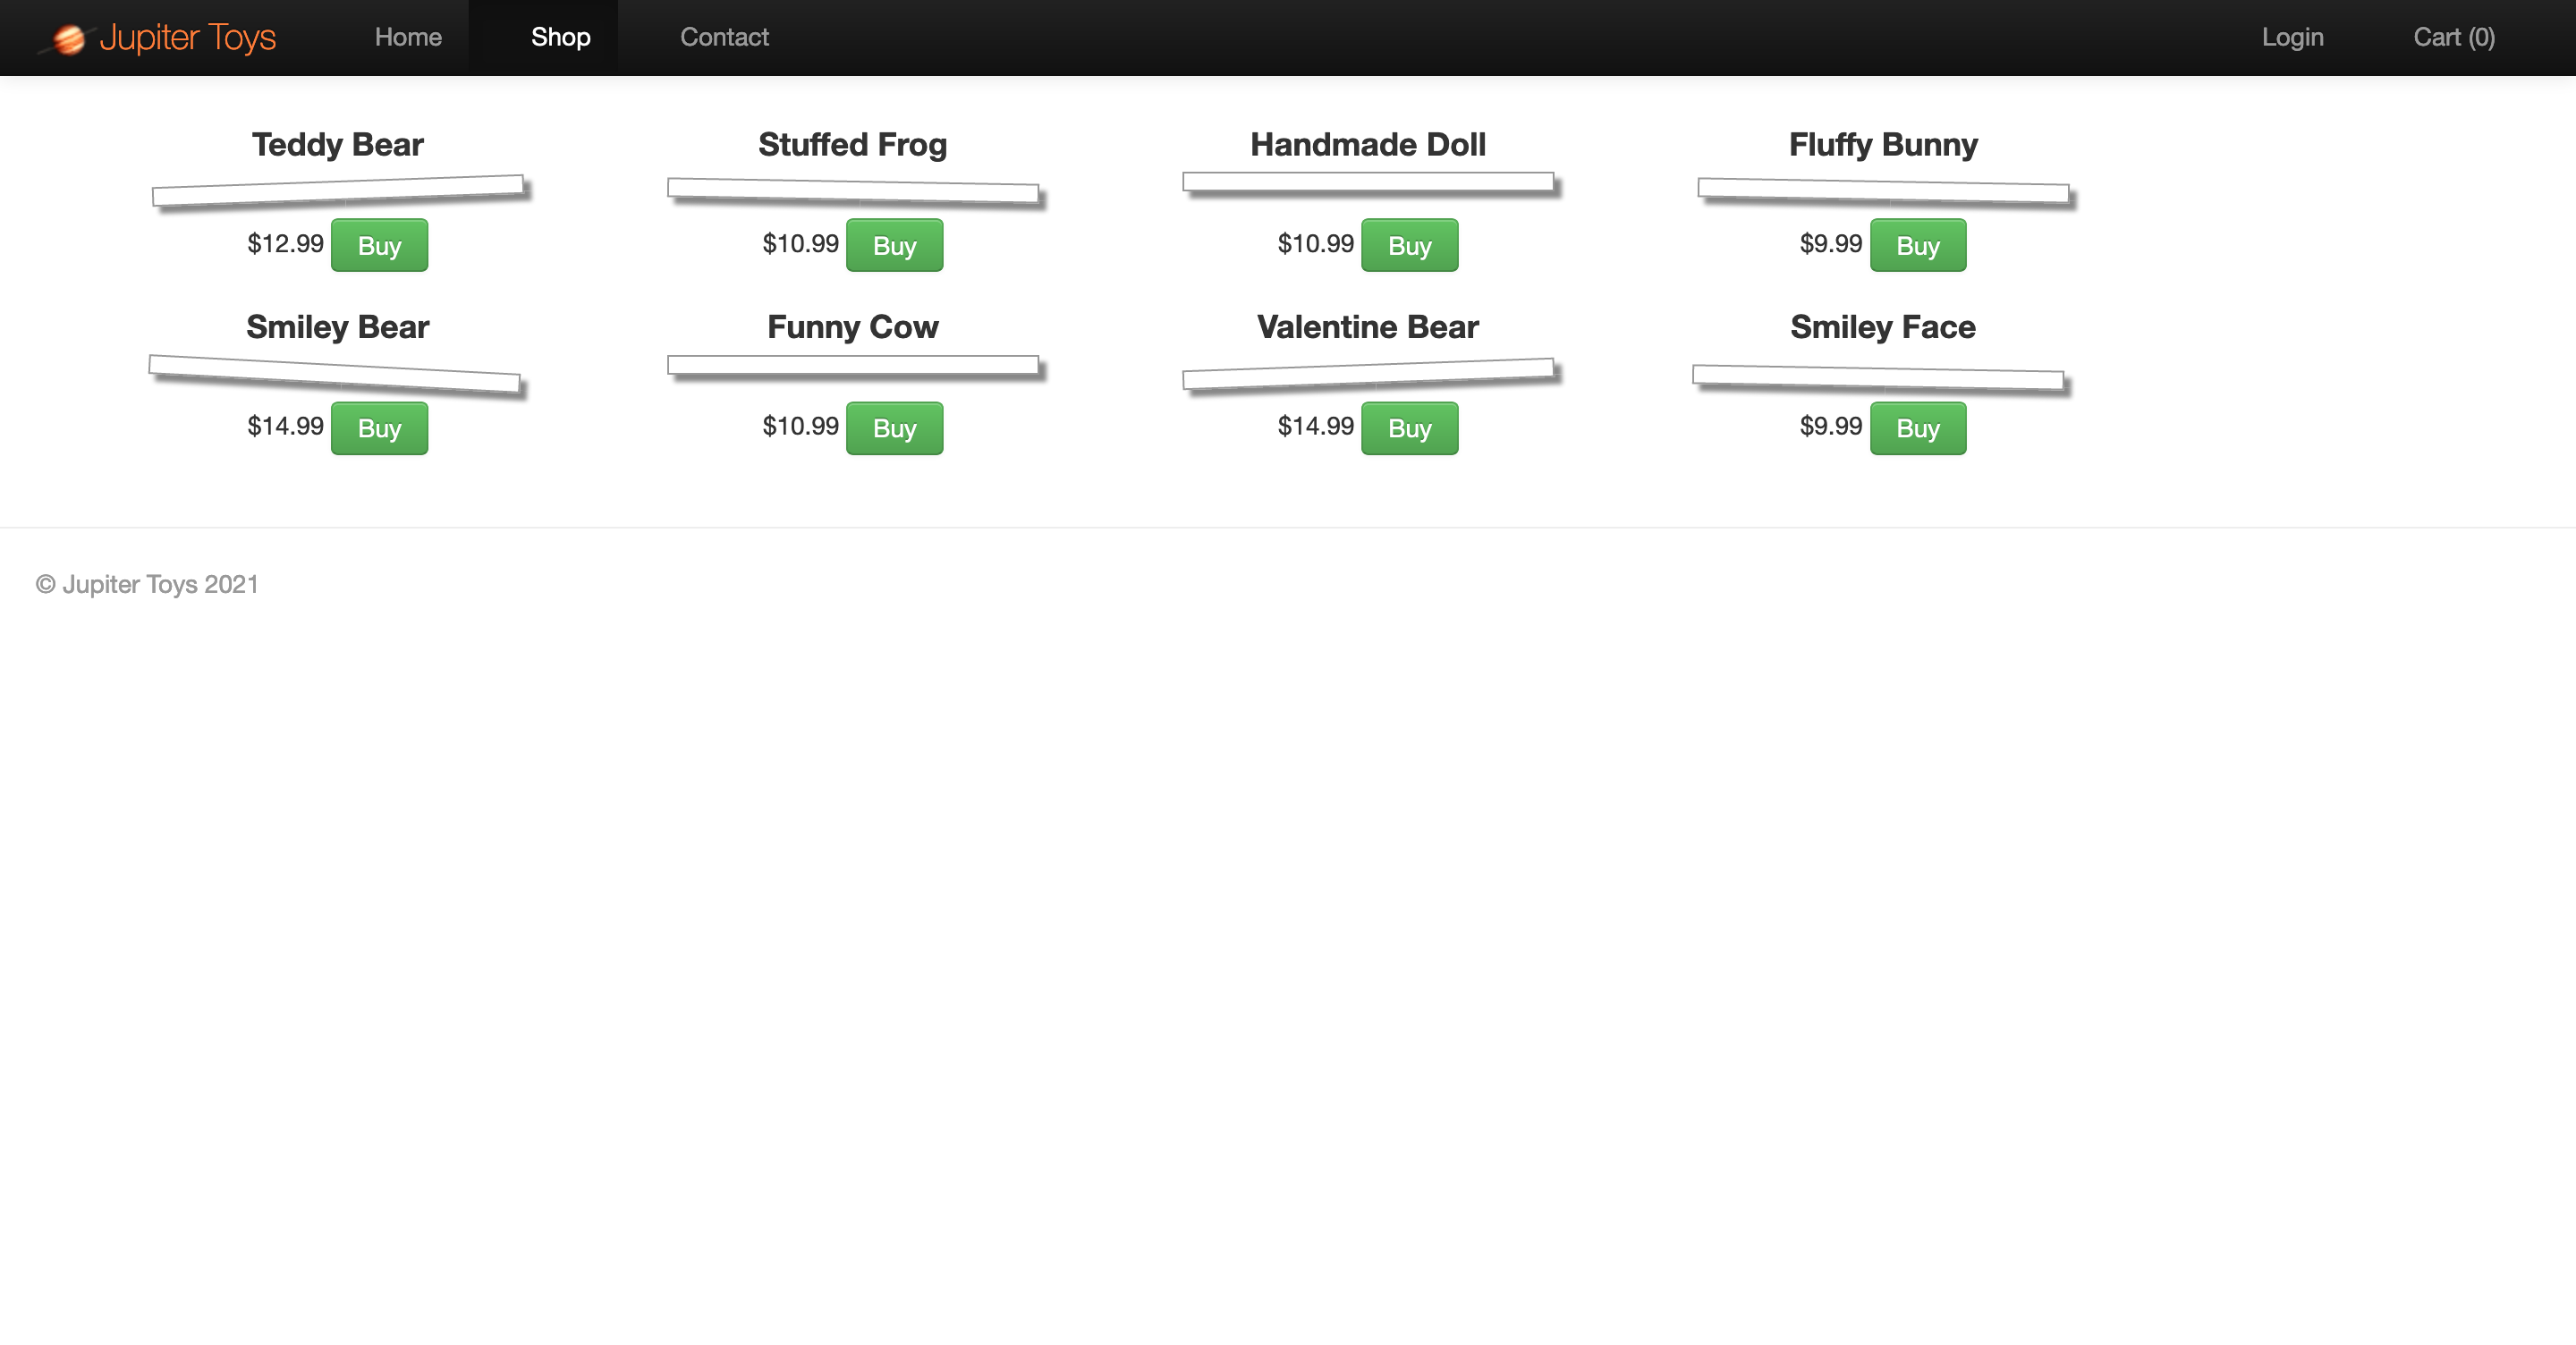 Jupiter Toys Home Shop Contact Login Cart (0)
Teddy Bear Stuffed Frog Handmade Doll Fluffy Bunny
$12.99 Buy $10.99 Buy $10.99 Buy $9.99 Buy
Smiley Bear Funny Cow Valentine Bear Smiley Face
$14.99 Buy $10.99 Buy $14.99 Buy $9.99 Buy
© Jupiter Toys 2021